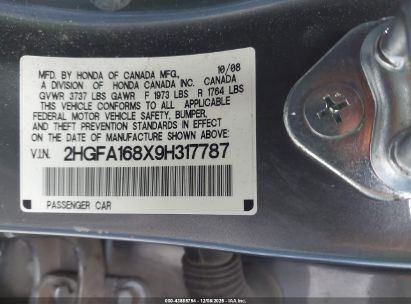 MFD. BY HONDA OF CANADA MFG., 10/08
A DIVISION OF HONDA CANADA INC. CANADA
GVWR 3737 LBS GAWR F 1973 LBS R 1764 LBS
THIS VEHICLE CONFORMS TO ALL APPLICABLE
FEDERAL MOTOR VEHICLE SAFETY, BUMPER,
AND THEFT PREVENTION STANDARDS IN EFFECT
ON THE DATE OF MANUFACTURE SHOWN ABOVE.
V.I.N. 2HGFA168X9H317787
PASSENGER CAR